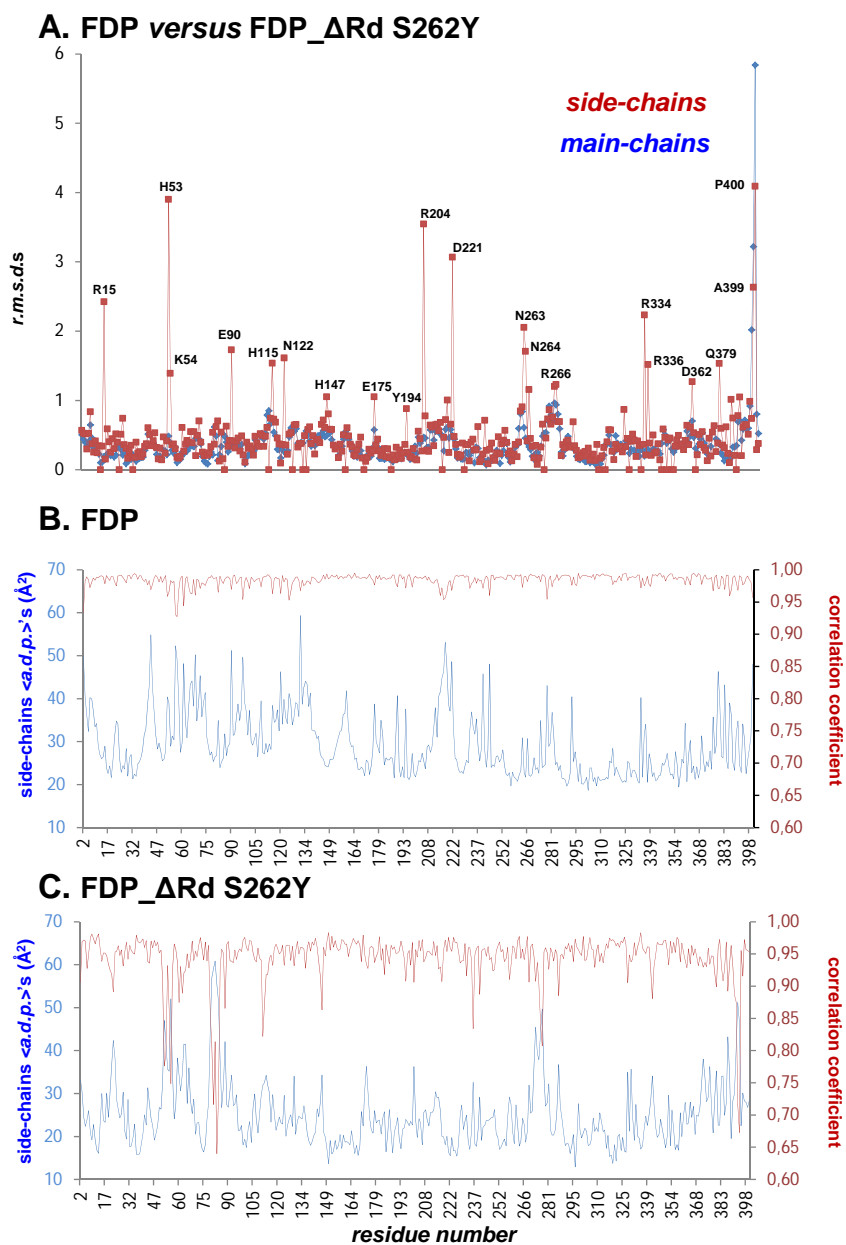 A. FDP versus FDP_ΔRd S262Y
6
5
4
3
2
1
0
r.m.s.d.s
side-chains
main-chains
R15
H53
K54
E90
H115
N122
H147
E175
Y194
R204
D221
N263
N264
R266
R334
R336
D362
Q379
A399
P400
B. FDP
side-chains <a.d.p.>'s (Å²)
70
60
50
40
30
20
10
1,00
0,95
0,90
0,85
0,80
0,75
0,70
0,65
0,60
correlation coefficient
2 17 32 47 60 75 90 105 120 134 149 164 179 193 208 222 237 251 266 281 295 310 325 339 354 368 383 398
C. FDP_ΔRd S262Y
side-chains <a.d.p.>'s (Å²)
70
60
50
40
30
20
10
1,00
0,95
0,90
0,85
0,80
0,75
0,70
0,65
0,60
correlation coefficient
2 17 32 47 60 75 90 105 120 134 149 164 179 193 208 222 237 251 266 281 295 310 325 339 354 368 383 398
residue number